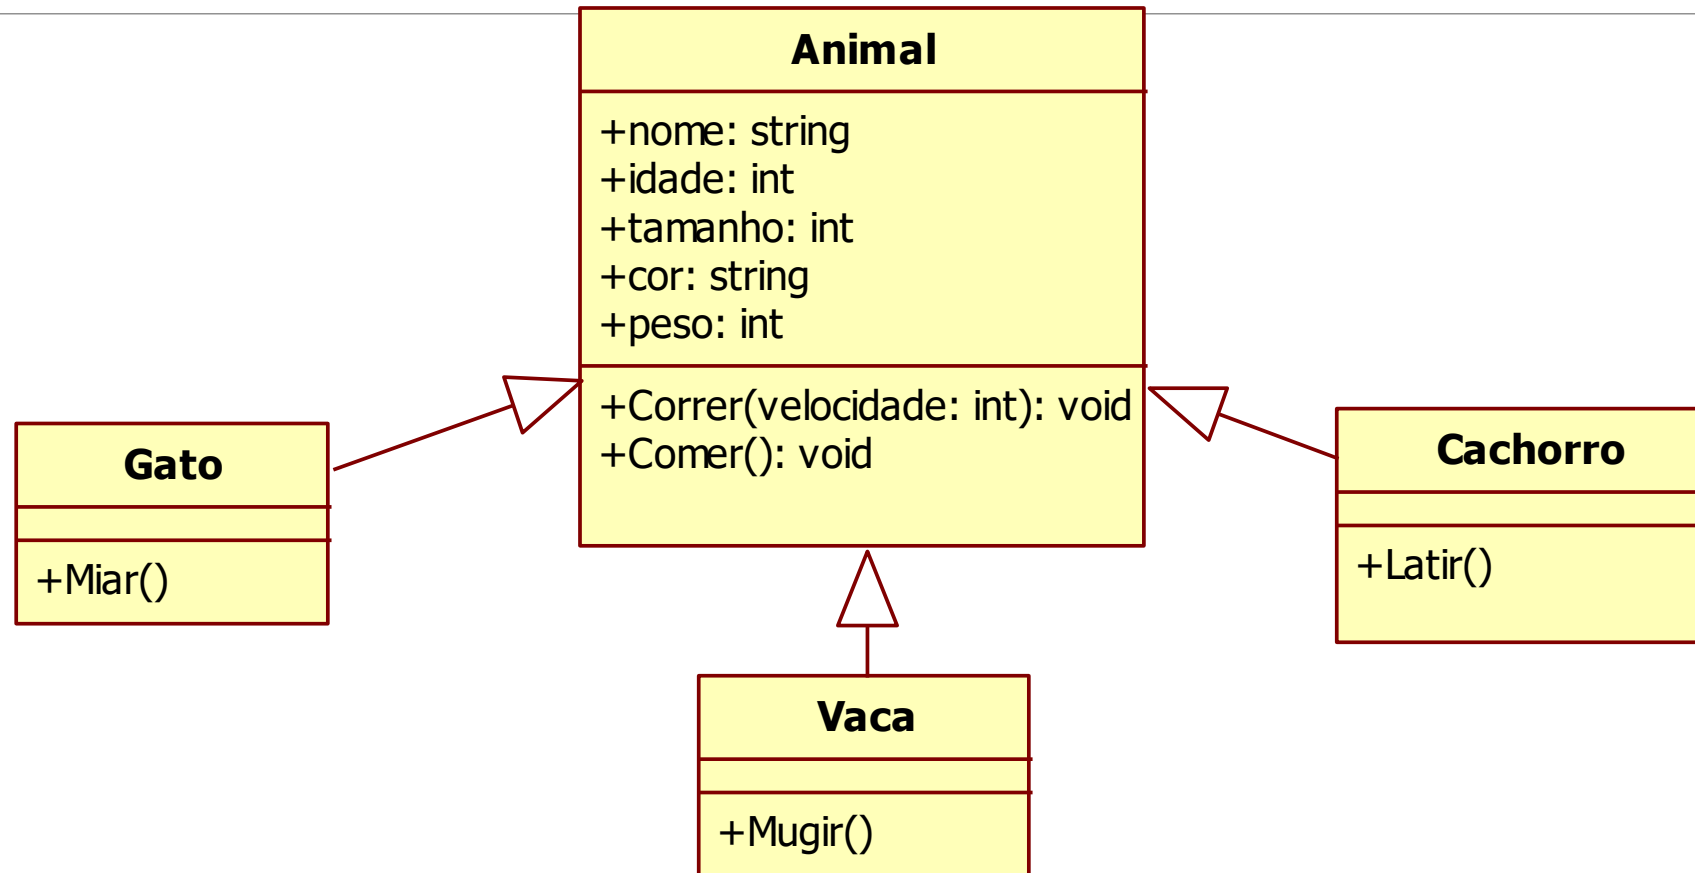 Animal
+nome: string
+idade: int
+tamanho: int
+cor: string
+peso: int
+Correr(velocidade: int): void
+Comer(): void
Gato
+Miar()
Cachorro
+Latir()
Vaca
+Mugir()